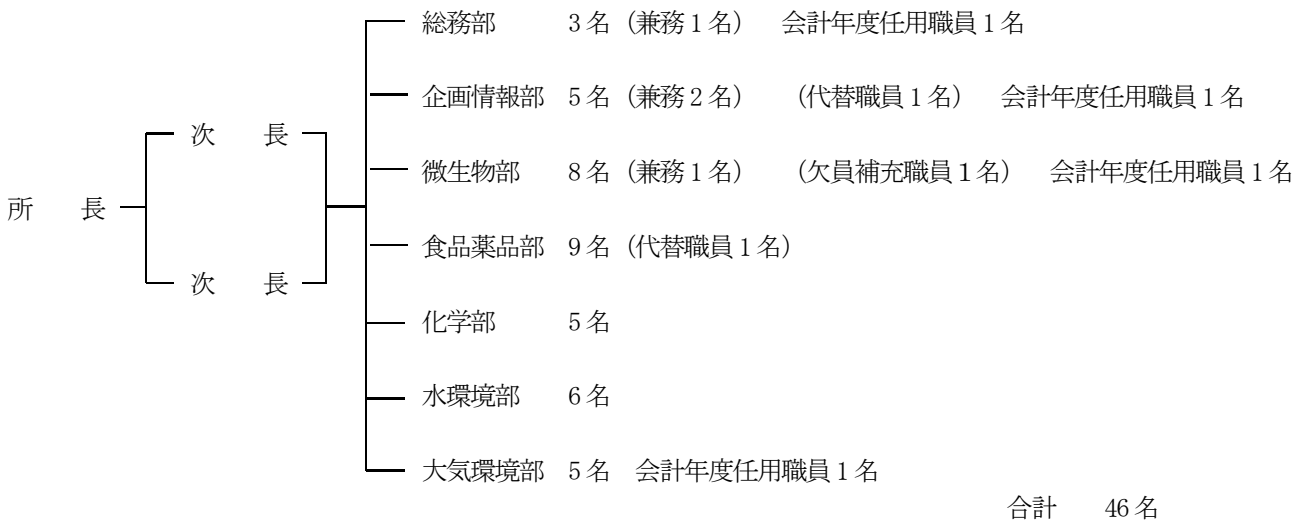 総務部 3名（兼務1名） 会計年度任用職員1名
企画情報部 5名（兼務2名） （代替職員1名） 会計年度任用職員1名
次 長
微生物部 8名（兼務1名） （欠員補充職員１名） 会計年度任用職員1名
所 長
食品薬品部 9名（代替職員1名）
次 長
化学部 5名
水環境部 6名
大気環境部 5名 会計年度任用職員1名
合計 46名